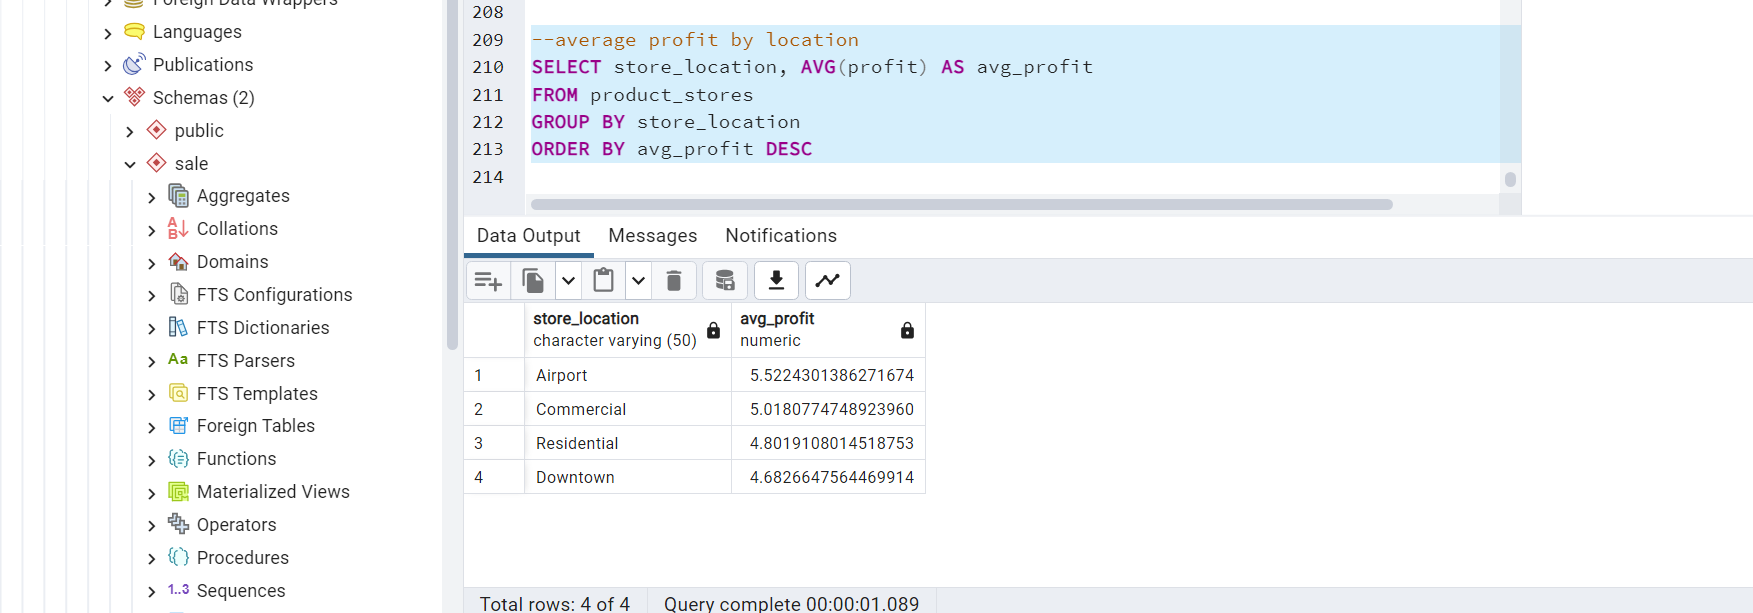 Foreign Data Wrappers
Languages
Publications
Schemas (2)
public
sale
Aggregates
Collations
Domains
FTS Configurations
FTS Dictionaries
Aa FTS Parsers
FTS Templates
Foreign Tables
Functions
Materialized Views
Operators
Procedures
1..3 Sequences
208
209 --average profit by location
210 SELECT store_location, AVG(profit) AS avg_profit
211 FROM product_stores
212 GROUP BY store_location
213 ORDER BY avg_profit DESC
214
Data Output Messages Notifications
store_location avg_profit
character varying (50) numeric
1 Airport 5.5224301386271674
2 Commercial 5.0180774748923960
3 Residential 4.8019108014518753
4 Downtown 4.6826647564469914
Total rows: 4 of 4 Query complete 00:00:01.089